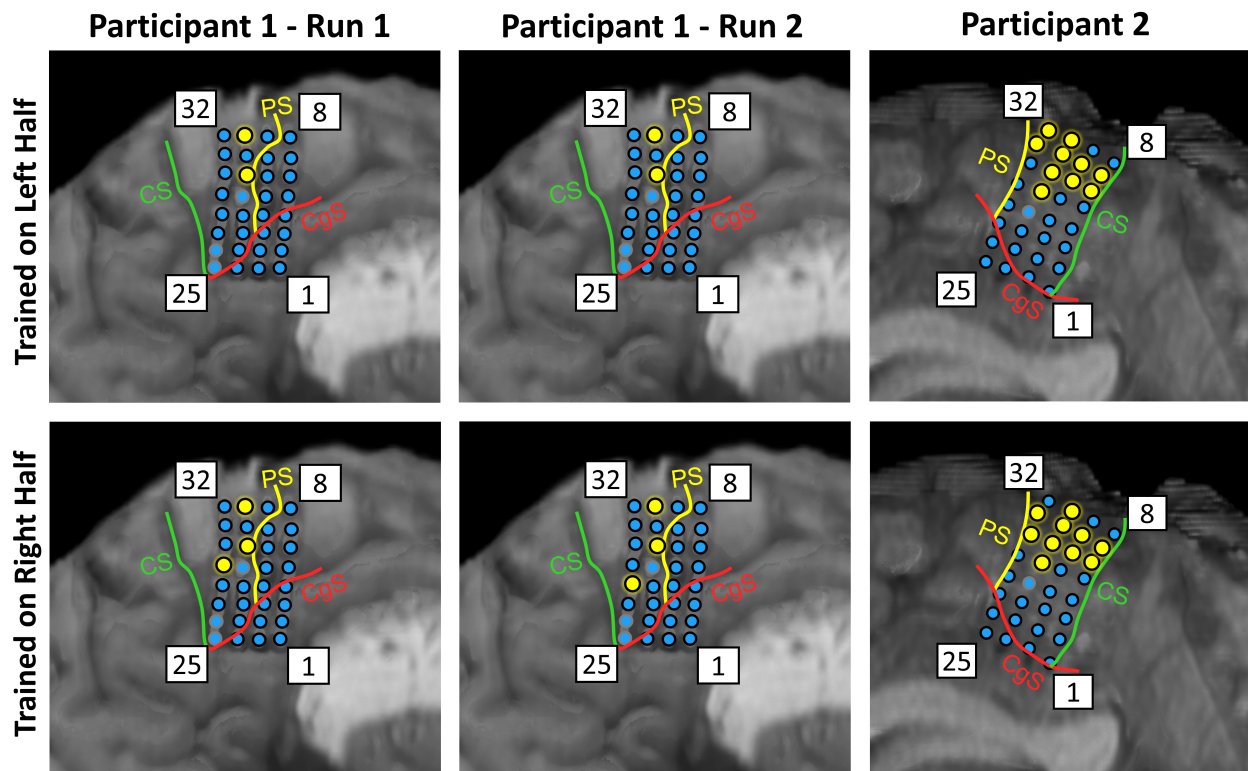 Participant 1 - Run 1
Participant 1 - Run 2
Participant 2
Trained on Left Half
32
PS
8
CS
CgS
25
1
32
PS
8
CS
CgS
25
1
32
8
PS
CS
25
CgS
1
Trained on Right Half
32
PS
8
CS
CgS
25
1
32
PS
8
CS
CgS
25
1
32
8
PS
CS
25
CgS
1